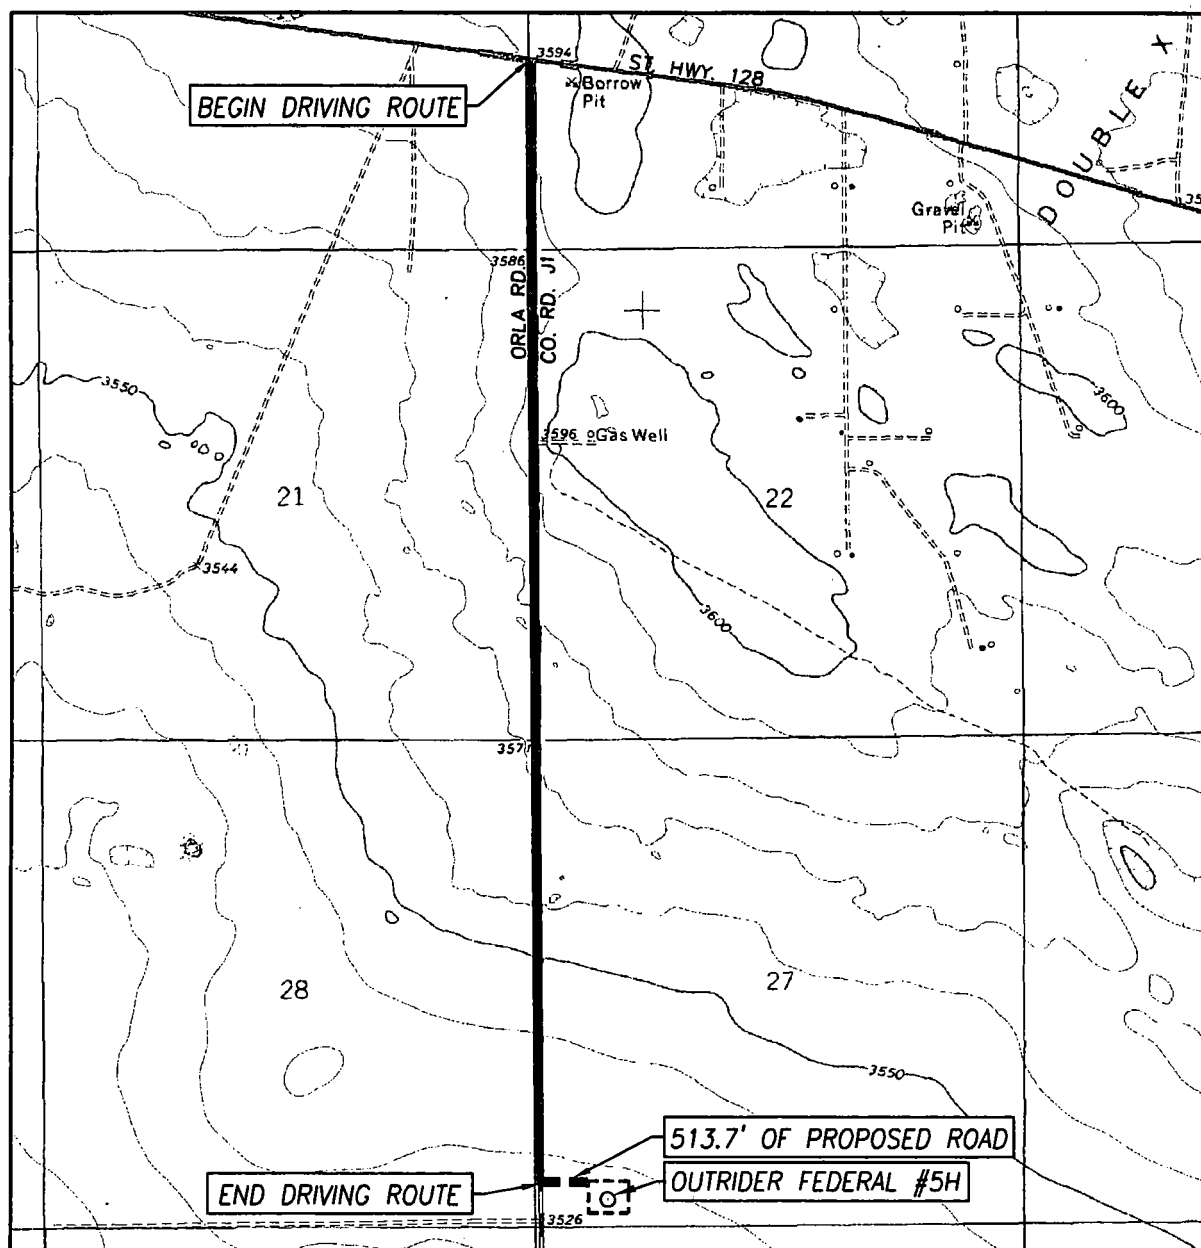 3594
ST. HWY. 128
Borrow
Pit
BEGIN DRIVING ROUTE
DOUBLE X
Gravel
Pit
35
3586
ORLA RD.
CO. RD. J1
3550
3600
3596
Gas Well
21
22
3544
3600
3571
28
27
3550
513.7' OF PROPOSED ROAD
OUTRIDER FEDERAL #5H
END DRIVING ROUTE
3526